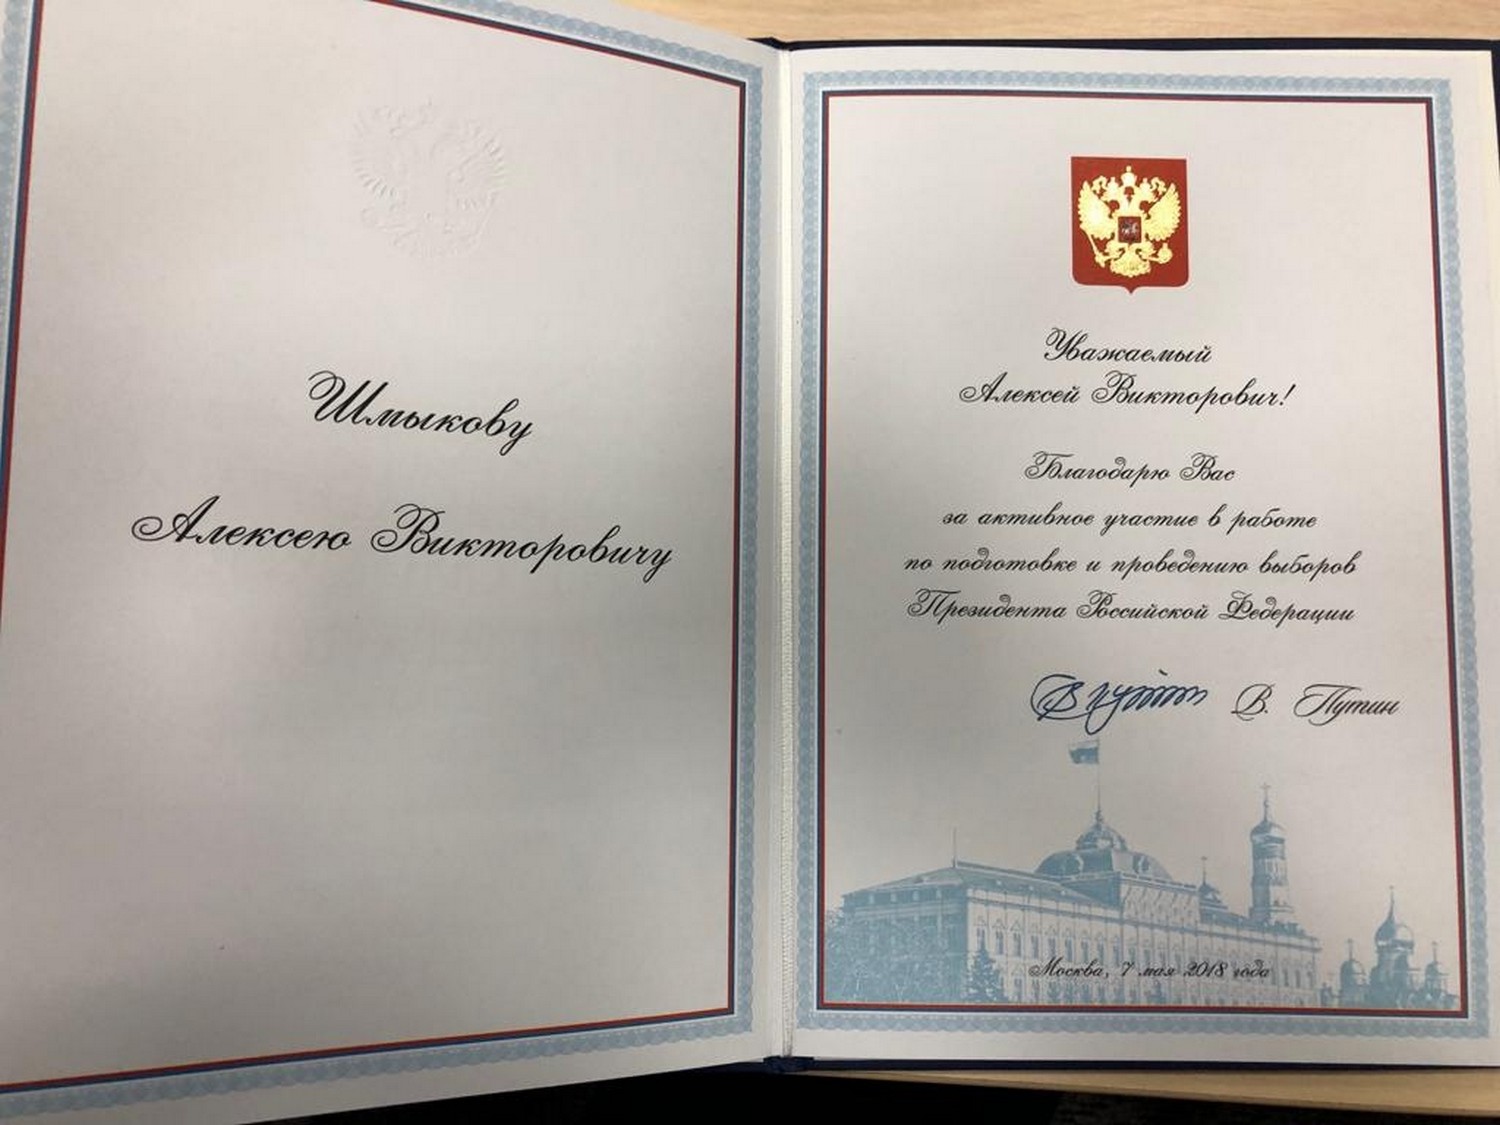 Шмыкову
Алексею Викторовичу
Уважаемый
Алексей Викторович!
Благодарю Вас
за активное участие в работе
по подготовке и проведению выборов
Президента Российской Федерации
В. Путин
Москва, 7 мая 2018 года